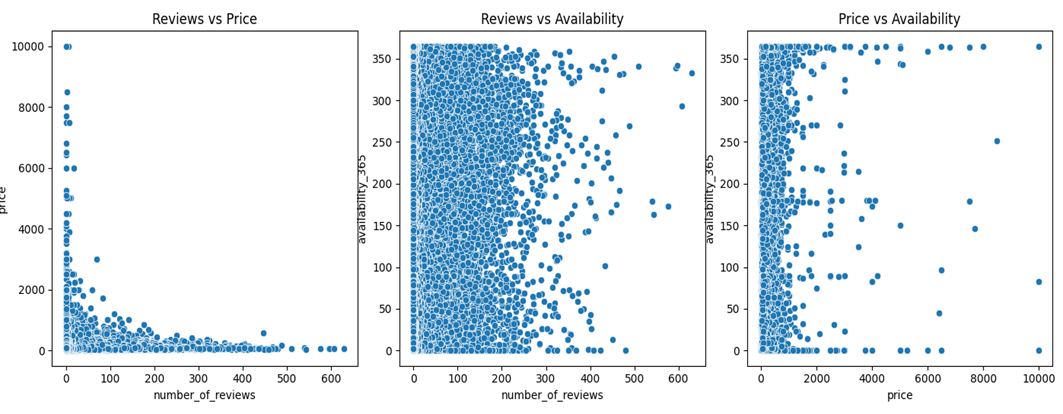 Reviews vs Price
10000
8000
6000
4000
2000
0
price
0 100 200 300 400 500 600
number_of_reviews
Reviews vs Availability
350
300
250
200
150
100
50
0
availability_365
0 100 200 300 400 500 600
number_of_reviews
Price vs Availability
350
300
250
200
150
100
50
0
availability_365
0 2000 4000 6000 8000 10000
price